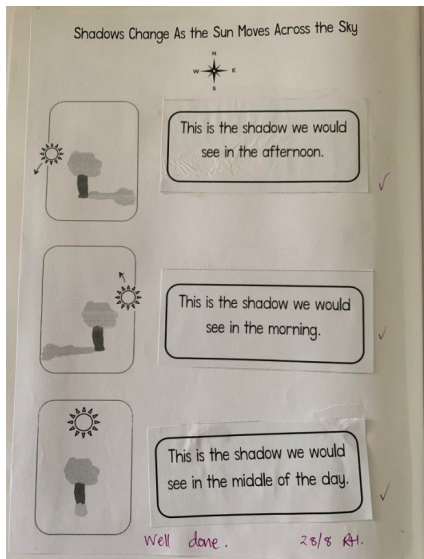 Shadows Change As the Sun Moves Across the Sky
N
W E
S
This is the shadow we would
see in the afternoon.
This is the shadow we would
see in the morning.
This is the shadow we would
see in the middle of the day.
Well done. 28/8 RH.